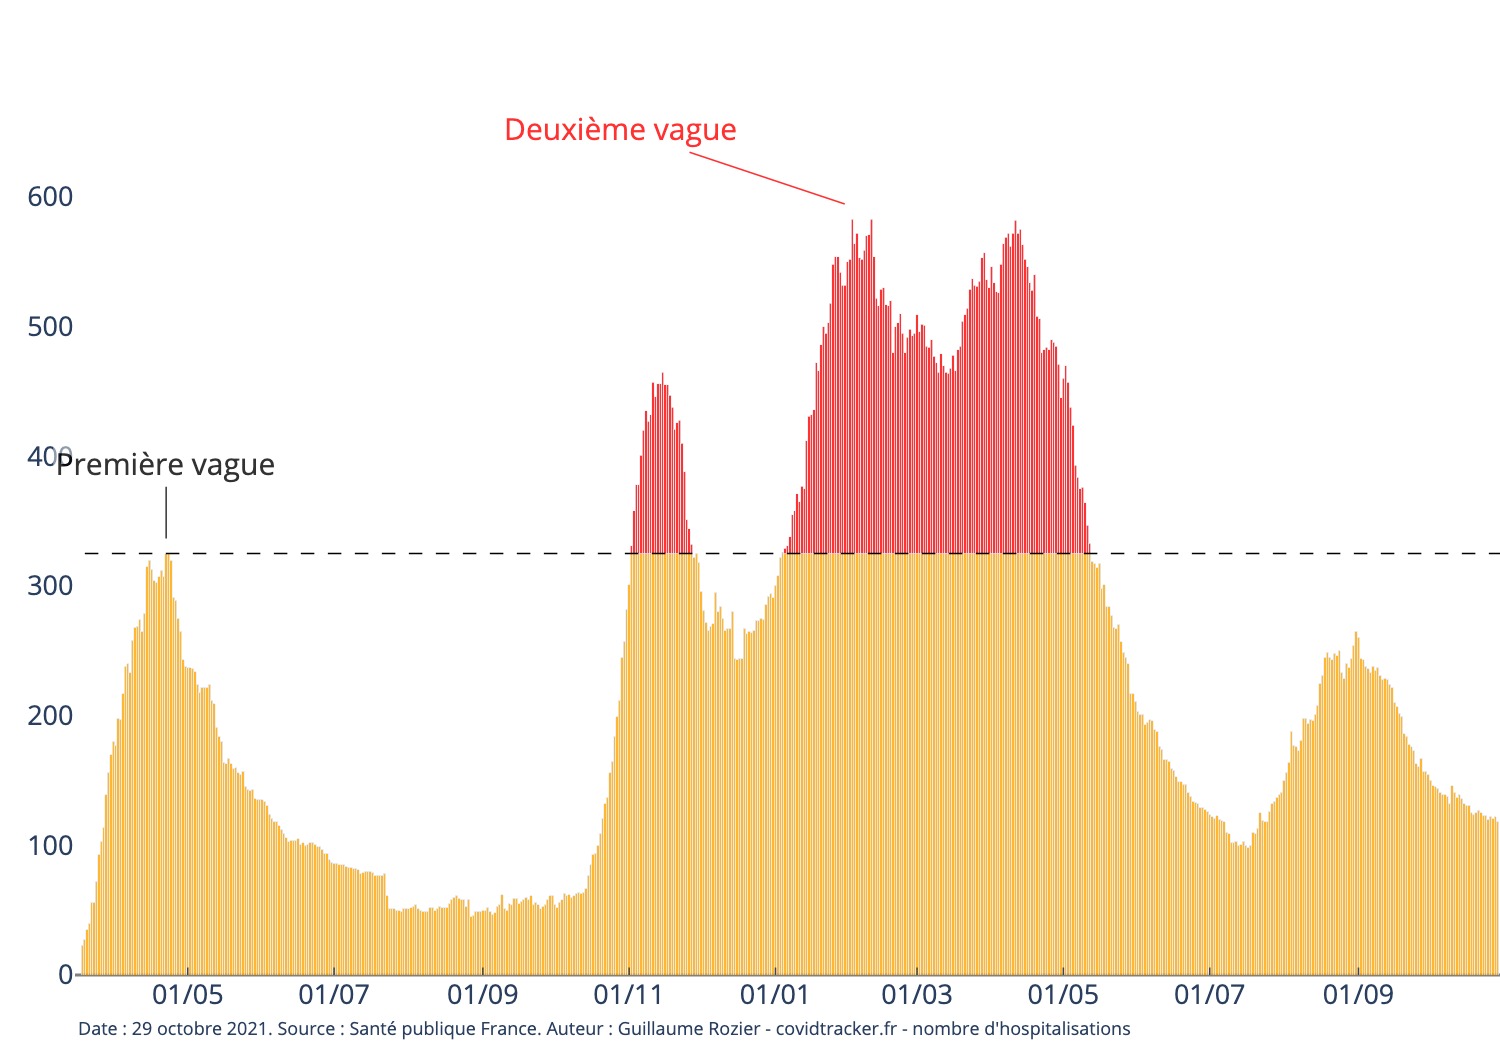 Deuxième vague
600
500
400
Première vague
300
200
100
0
01/05 01/07 01/09 01/11 01/01 01/03 01/05 01/07 01/09
Date : 29 octobre 2021. Source : Santé publique France. Auteur : Guillaume Rozier - covidtracker.fr - nombre d'hospitalisations